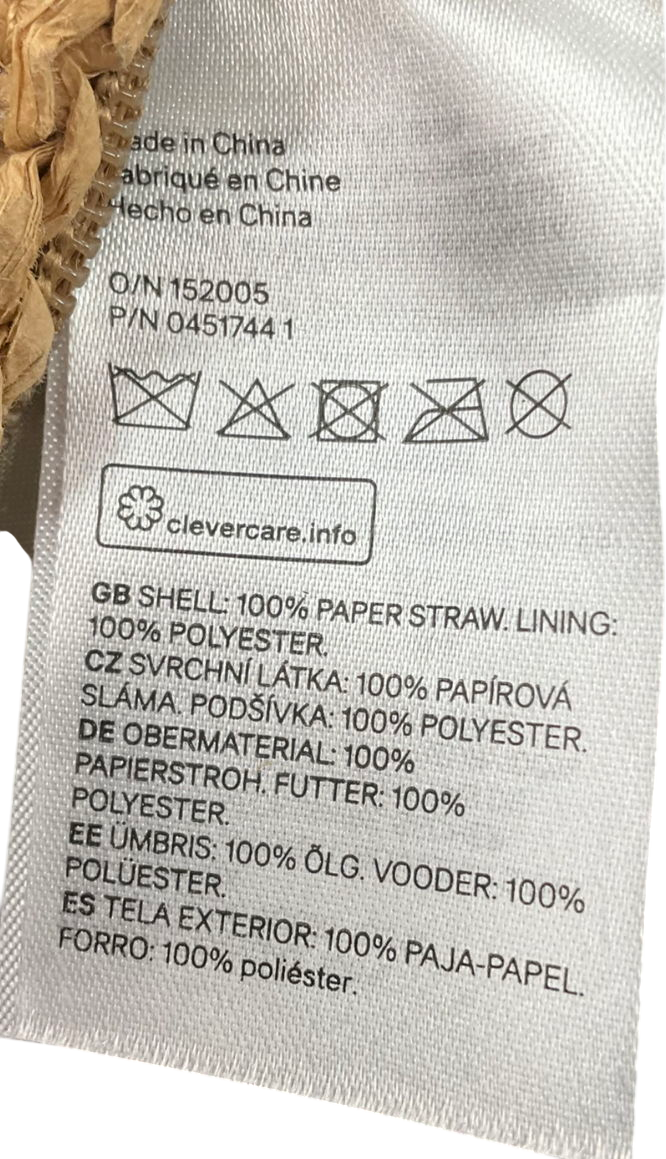 ade in China
abriqué en Chine
Hecho en China
O/N 152005
P/N 0451744 1
clevercare.info
GB SHELL: 100% PAPER STRAW. LINING:
100% POLYESTER.
CZ SVRCHNÍ LÁTKA: 100% PAPÍROVÁ
SLÁMA. PODŠÍVKA: 100% POLYESTER.
DE OBERMATERIAL: 100%
PAPIERSTROH. FUTTER: 100%
POLYESTER.
EE ÜMBRIS: 100% ÕLG. VOODER: 100%
POLÜESTER.
ES TELA EXTERIOR: 100% PAJA-PAPEL.
FORRO: 100% poliéster.